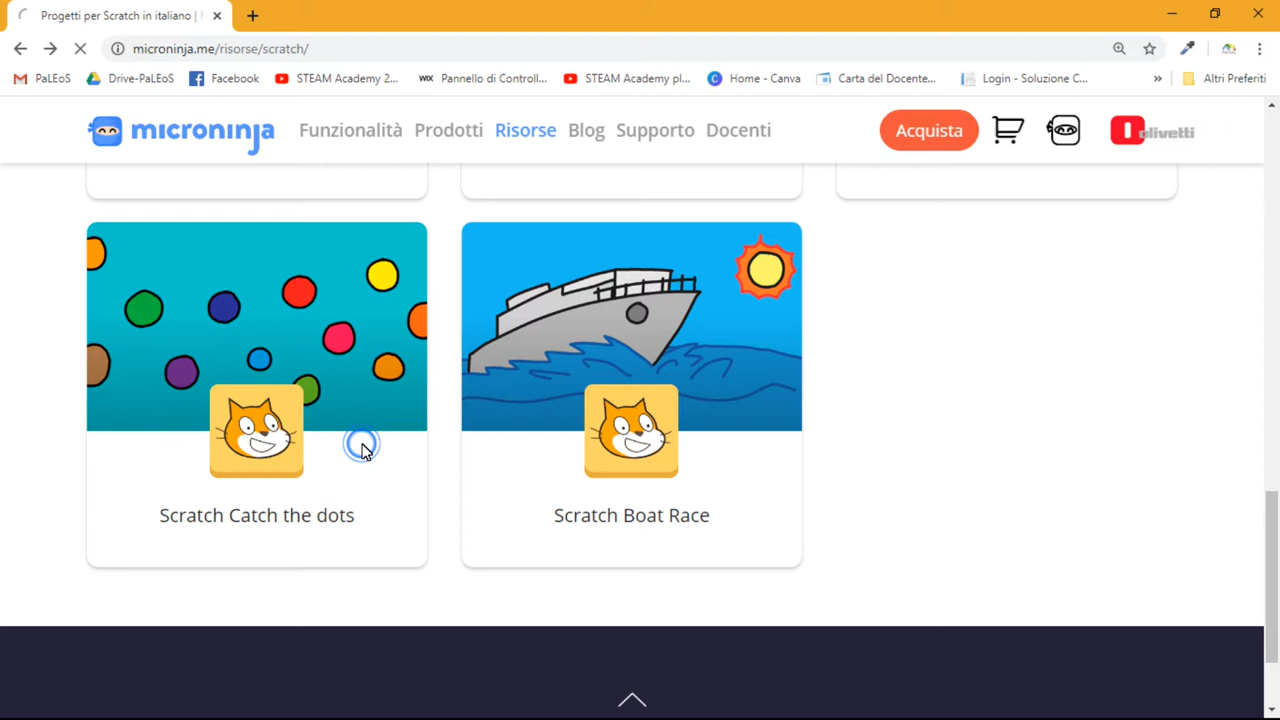 Progetti per Scratch in italiano |
microninja.me/risorse/scratch/
PaLEoS
Drive-PaLEoS
Facebook
STEAM Academy 2...
WIX Pannello di Controll...
STEAM Academy pl...
Home - Canva
Carta del Docente...
Login - Soluzione C...
»
Altri Preferiti
microninja
Funzionalità
Prodotti
Risorse
Blog
Supporto
Docenti
Acquista
olivetti
Scratch Catch the dots
Scratch Boat Race